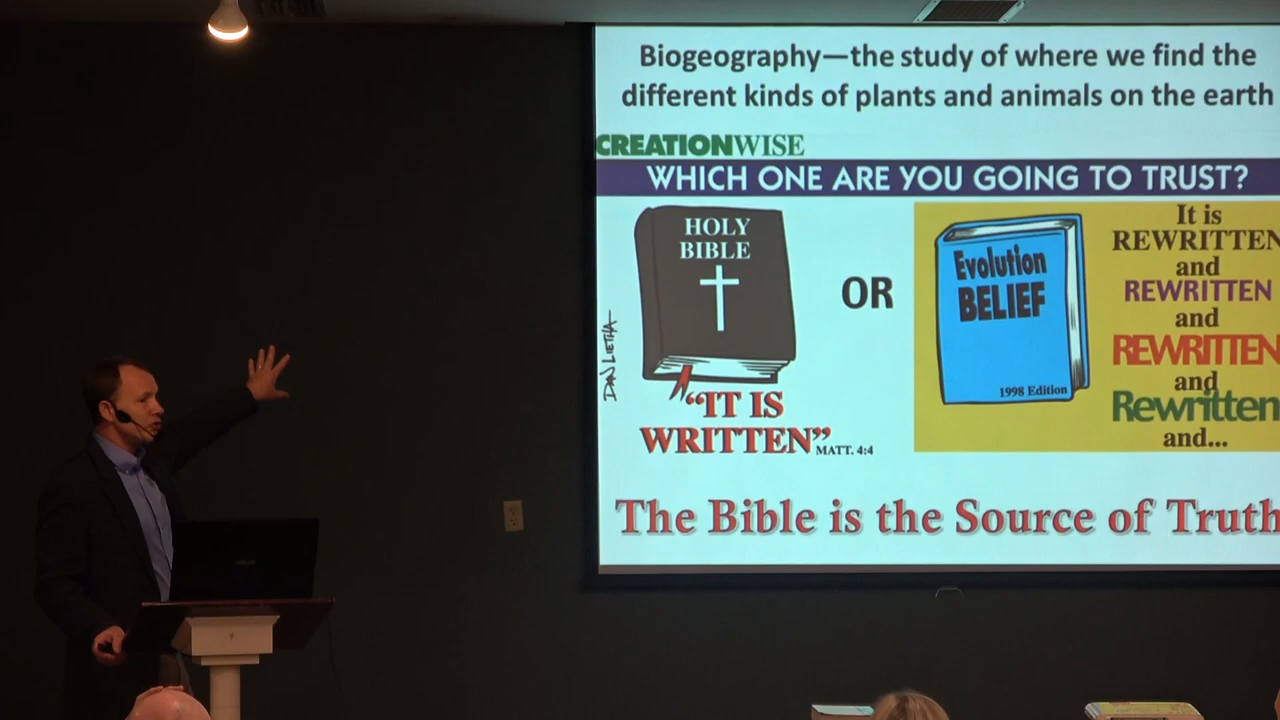 Biogeography—the study of where we find the
different kinds of plants and animals on the earth
CREATIONWISE
WHICH ONE ARE YOU GOING TO TRUST?
HOLY
BIBLE
DAN LIETHA
"IT IS
WRITTEN"
MATT. 4:4
OR
Evolution
BELIEF
1998 Edition
It is
REWRITTEN
and
REWRITTEN
and
REWRITTEN
and
Rewritten
and...
The Bible is the Source of Truth